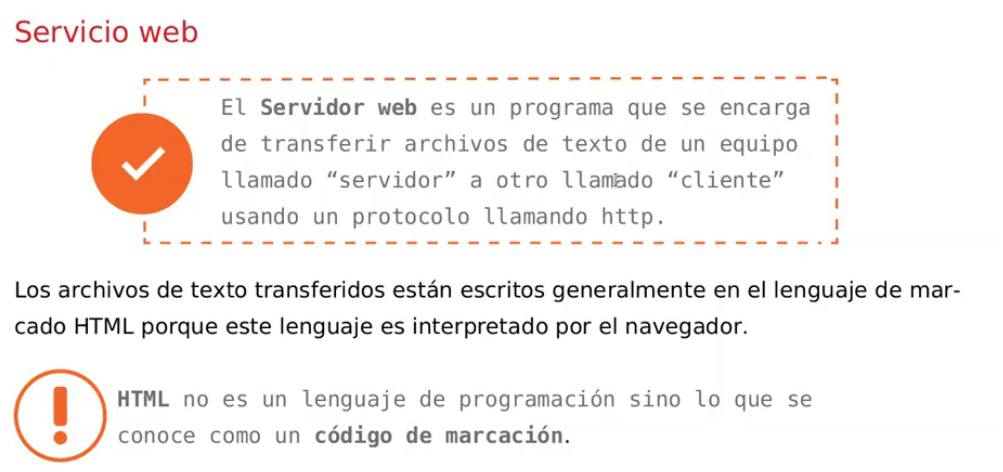 Servicio web
El Servidor web es un programa que se encarga
de transferir archivos de texto de un equipo
llamado “servidor” a otro llamado “cliente”
usando un protocolo llamando http.
Los archivos de texto transferidos están escritos generalmente en el lenguaje de mar-
cado HTML porque este lenguaje es interpretado por el navegador.
HTML no es un lenguaje de programación sino lo que se
conoce como un código de marcación.